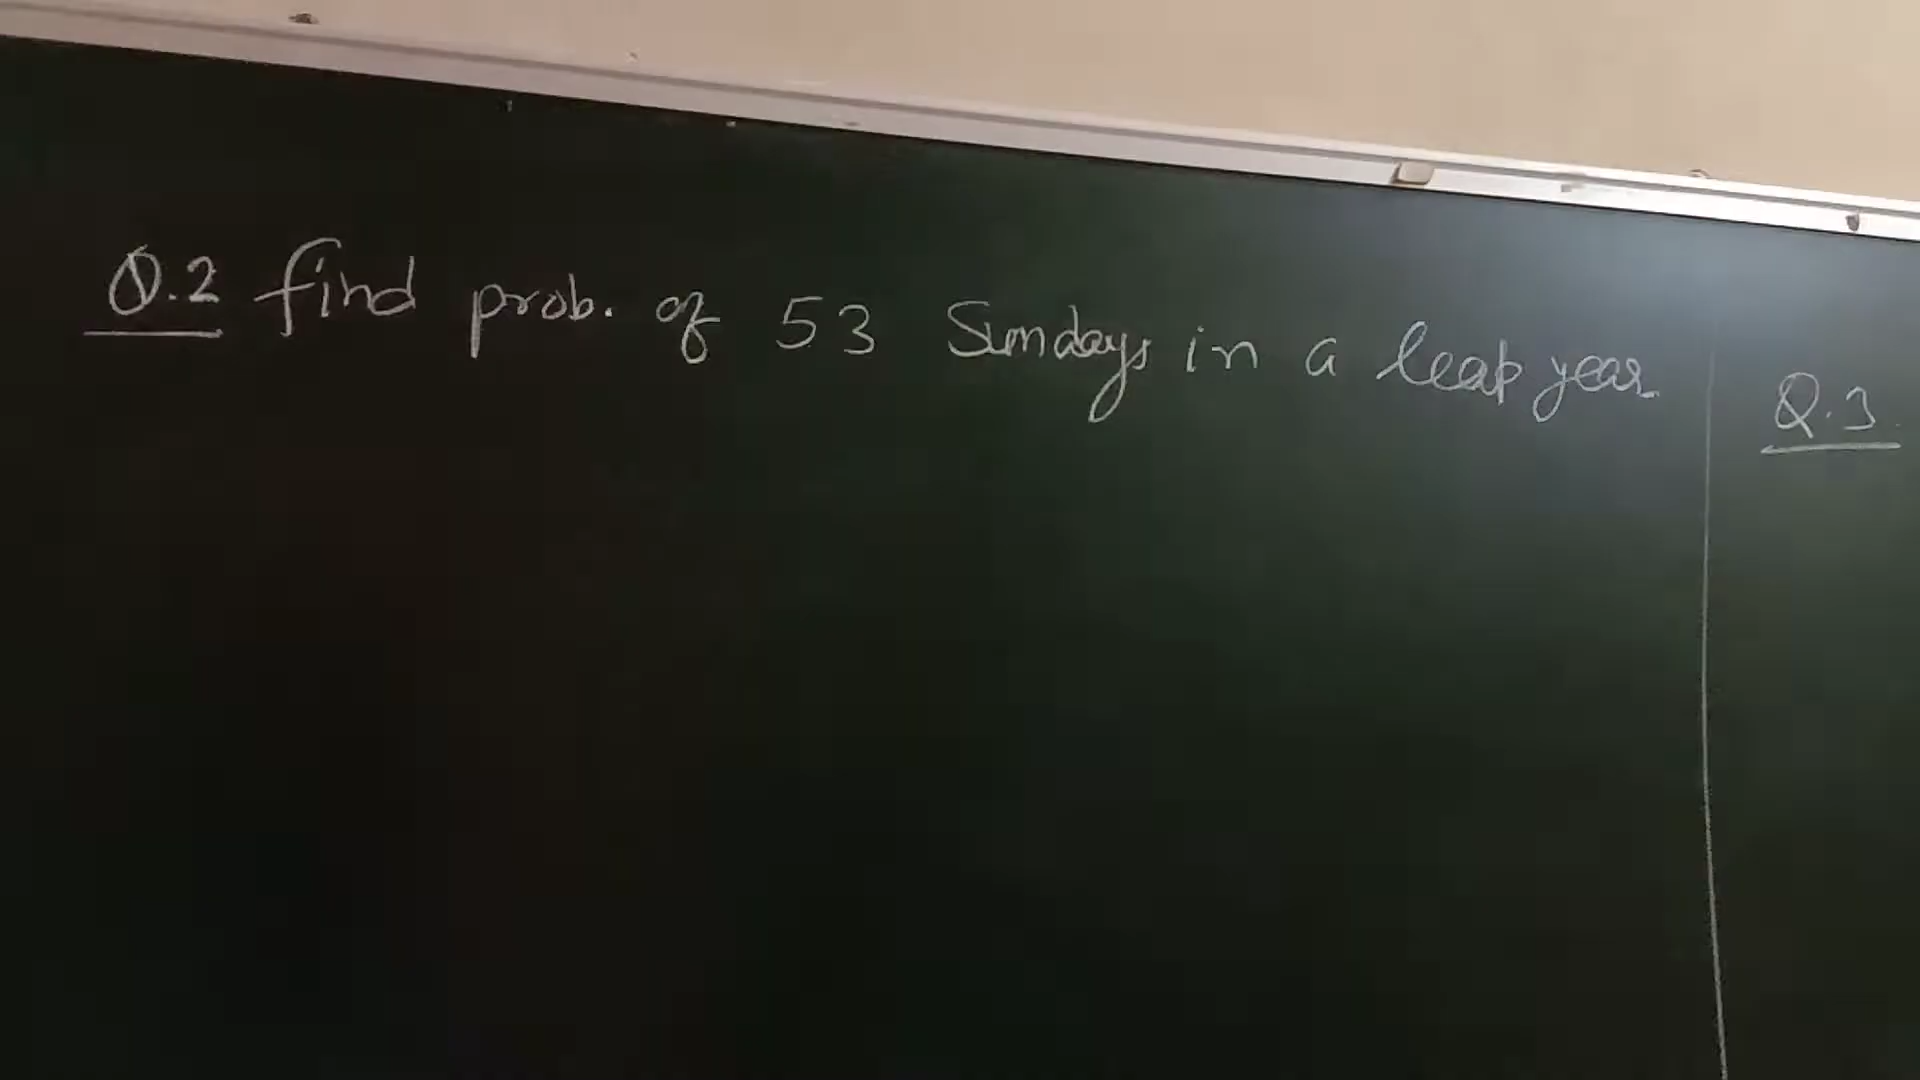 Q.2 find prob. of 53 Sundays in a leap year.
Q.3.